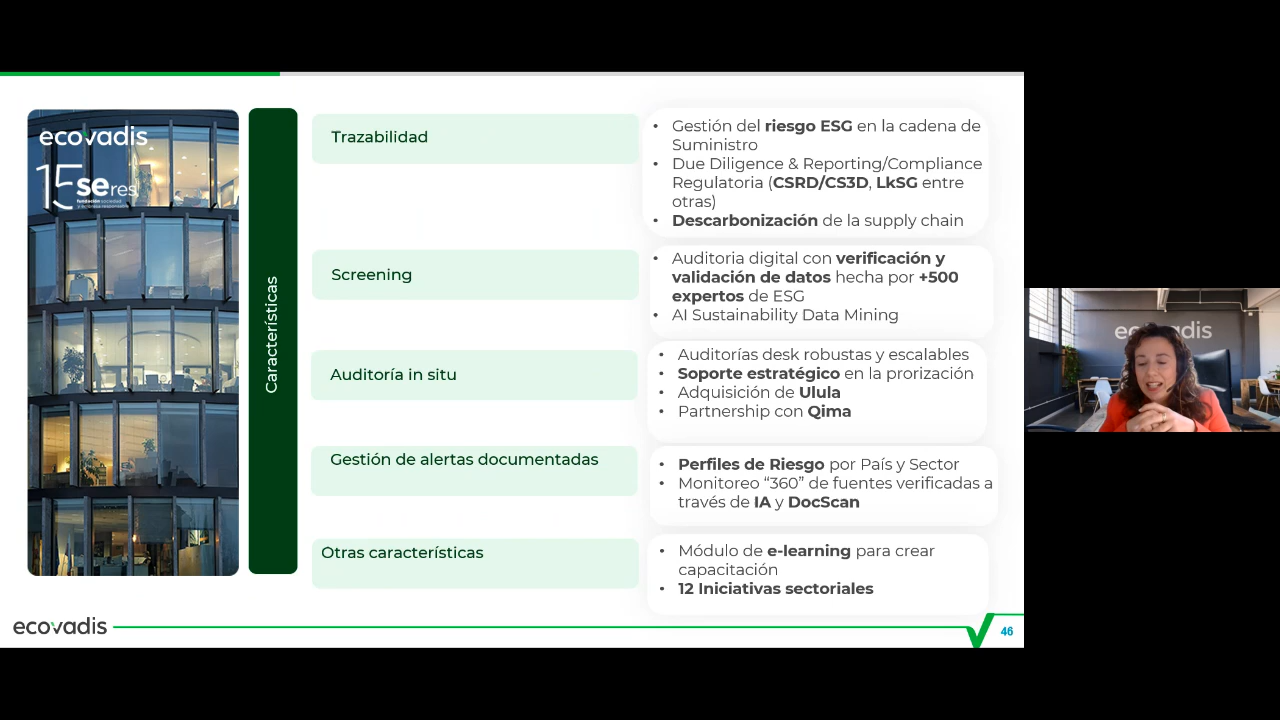 ecovadis
15 seres
fundación sociedad
y empresa responsable
Características
Trazabilidad
• Gestión del riesgo ESG en la cadena de
Suministro
• Due Diligence & Reporting/Compliance
Regulatoria (CSRD/CS3D, LkSG entre
otras)
• Descarbonización de la supply chain
Screening
• Auditoria digital con verificación y
validación de datos hecha por +500
expertos de ESG
• AI Sustainability Data Mining
Auditoría in situ
• Auditorías desk robustas y escalables
• Soporte estratégico en la prorización
• Adquisición de Ulula
• Partnership con Qima
Gestión de alertas documentadas
• Perfiles de Riesgo por País y Sector
• Monitoreo “360” de fuentes verificadas a
través de IA y DocScan
Otras características
• Módulo de e-learning para crear
capacitación
• 12 Iniciativas sectoriales
ecovadis
46
ecovadis